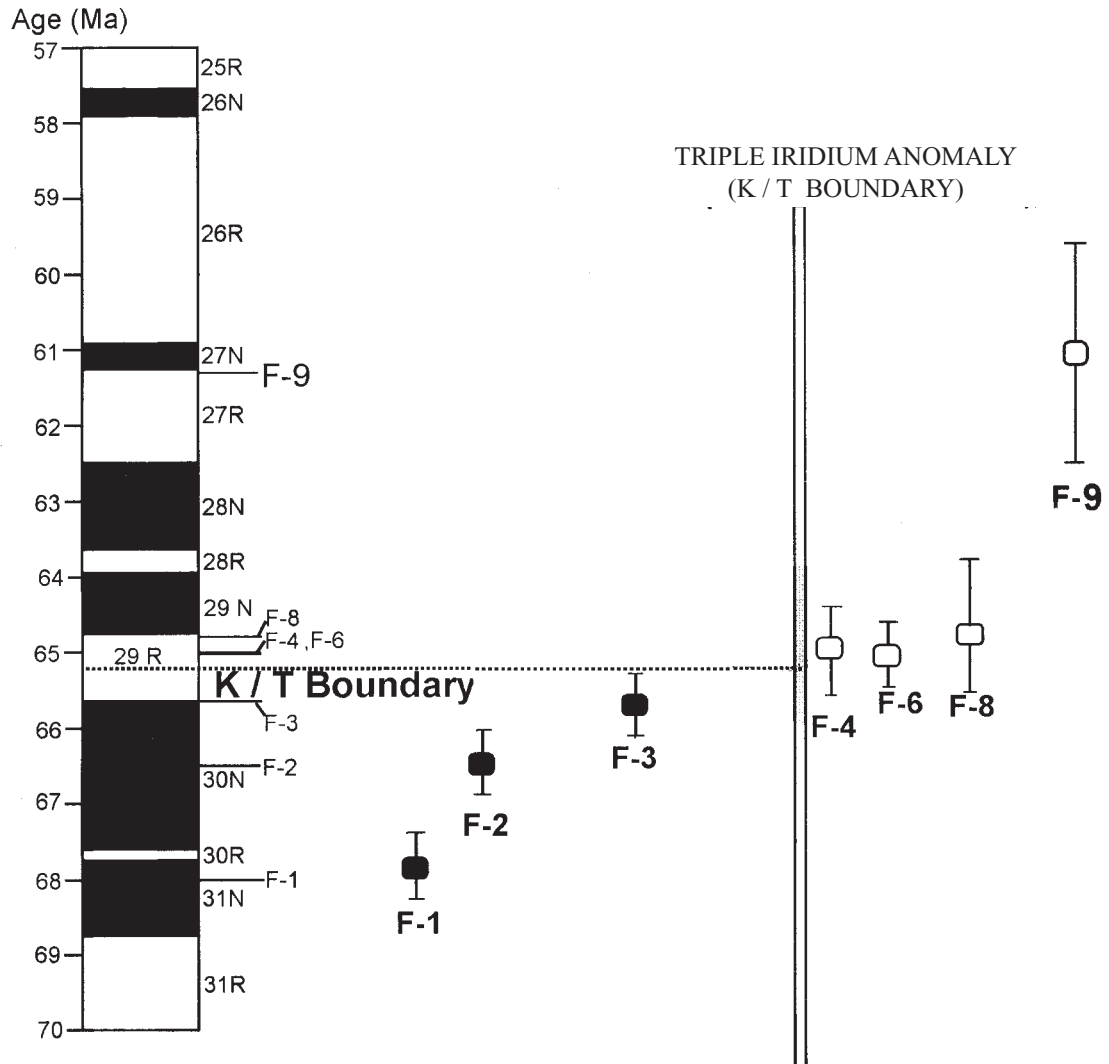 Age (Ma)
57
25R
26N
58
TRIPLE IRIDIUM ANOMALY
(K / T BOUNDARY)
59
26R
60
61
27N
F-9
27R
62
F-9
63
28N
28R
64
29 N
F-8
F-4 ,F-6
65
29 R
K / T Boundary
F-3
F-4
F-6
F-8
66
F-3
F-2
30N
67
F-2
30R
68
F-1
31N
F-1
69
31R
70